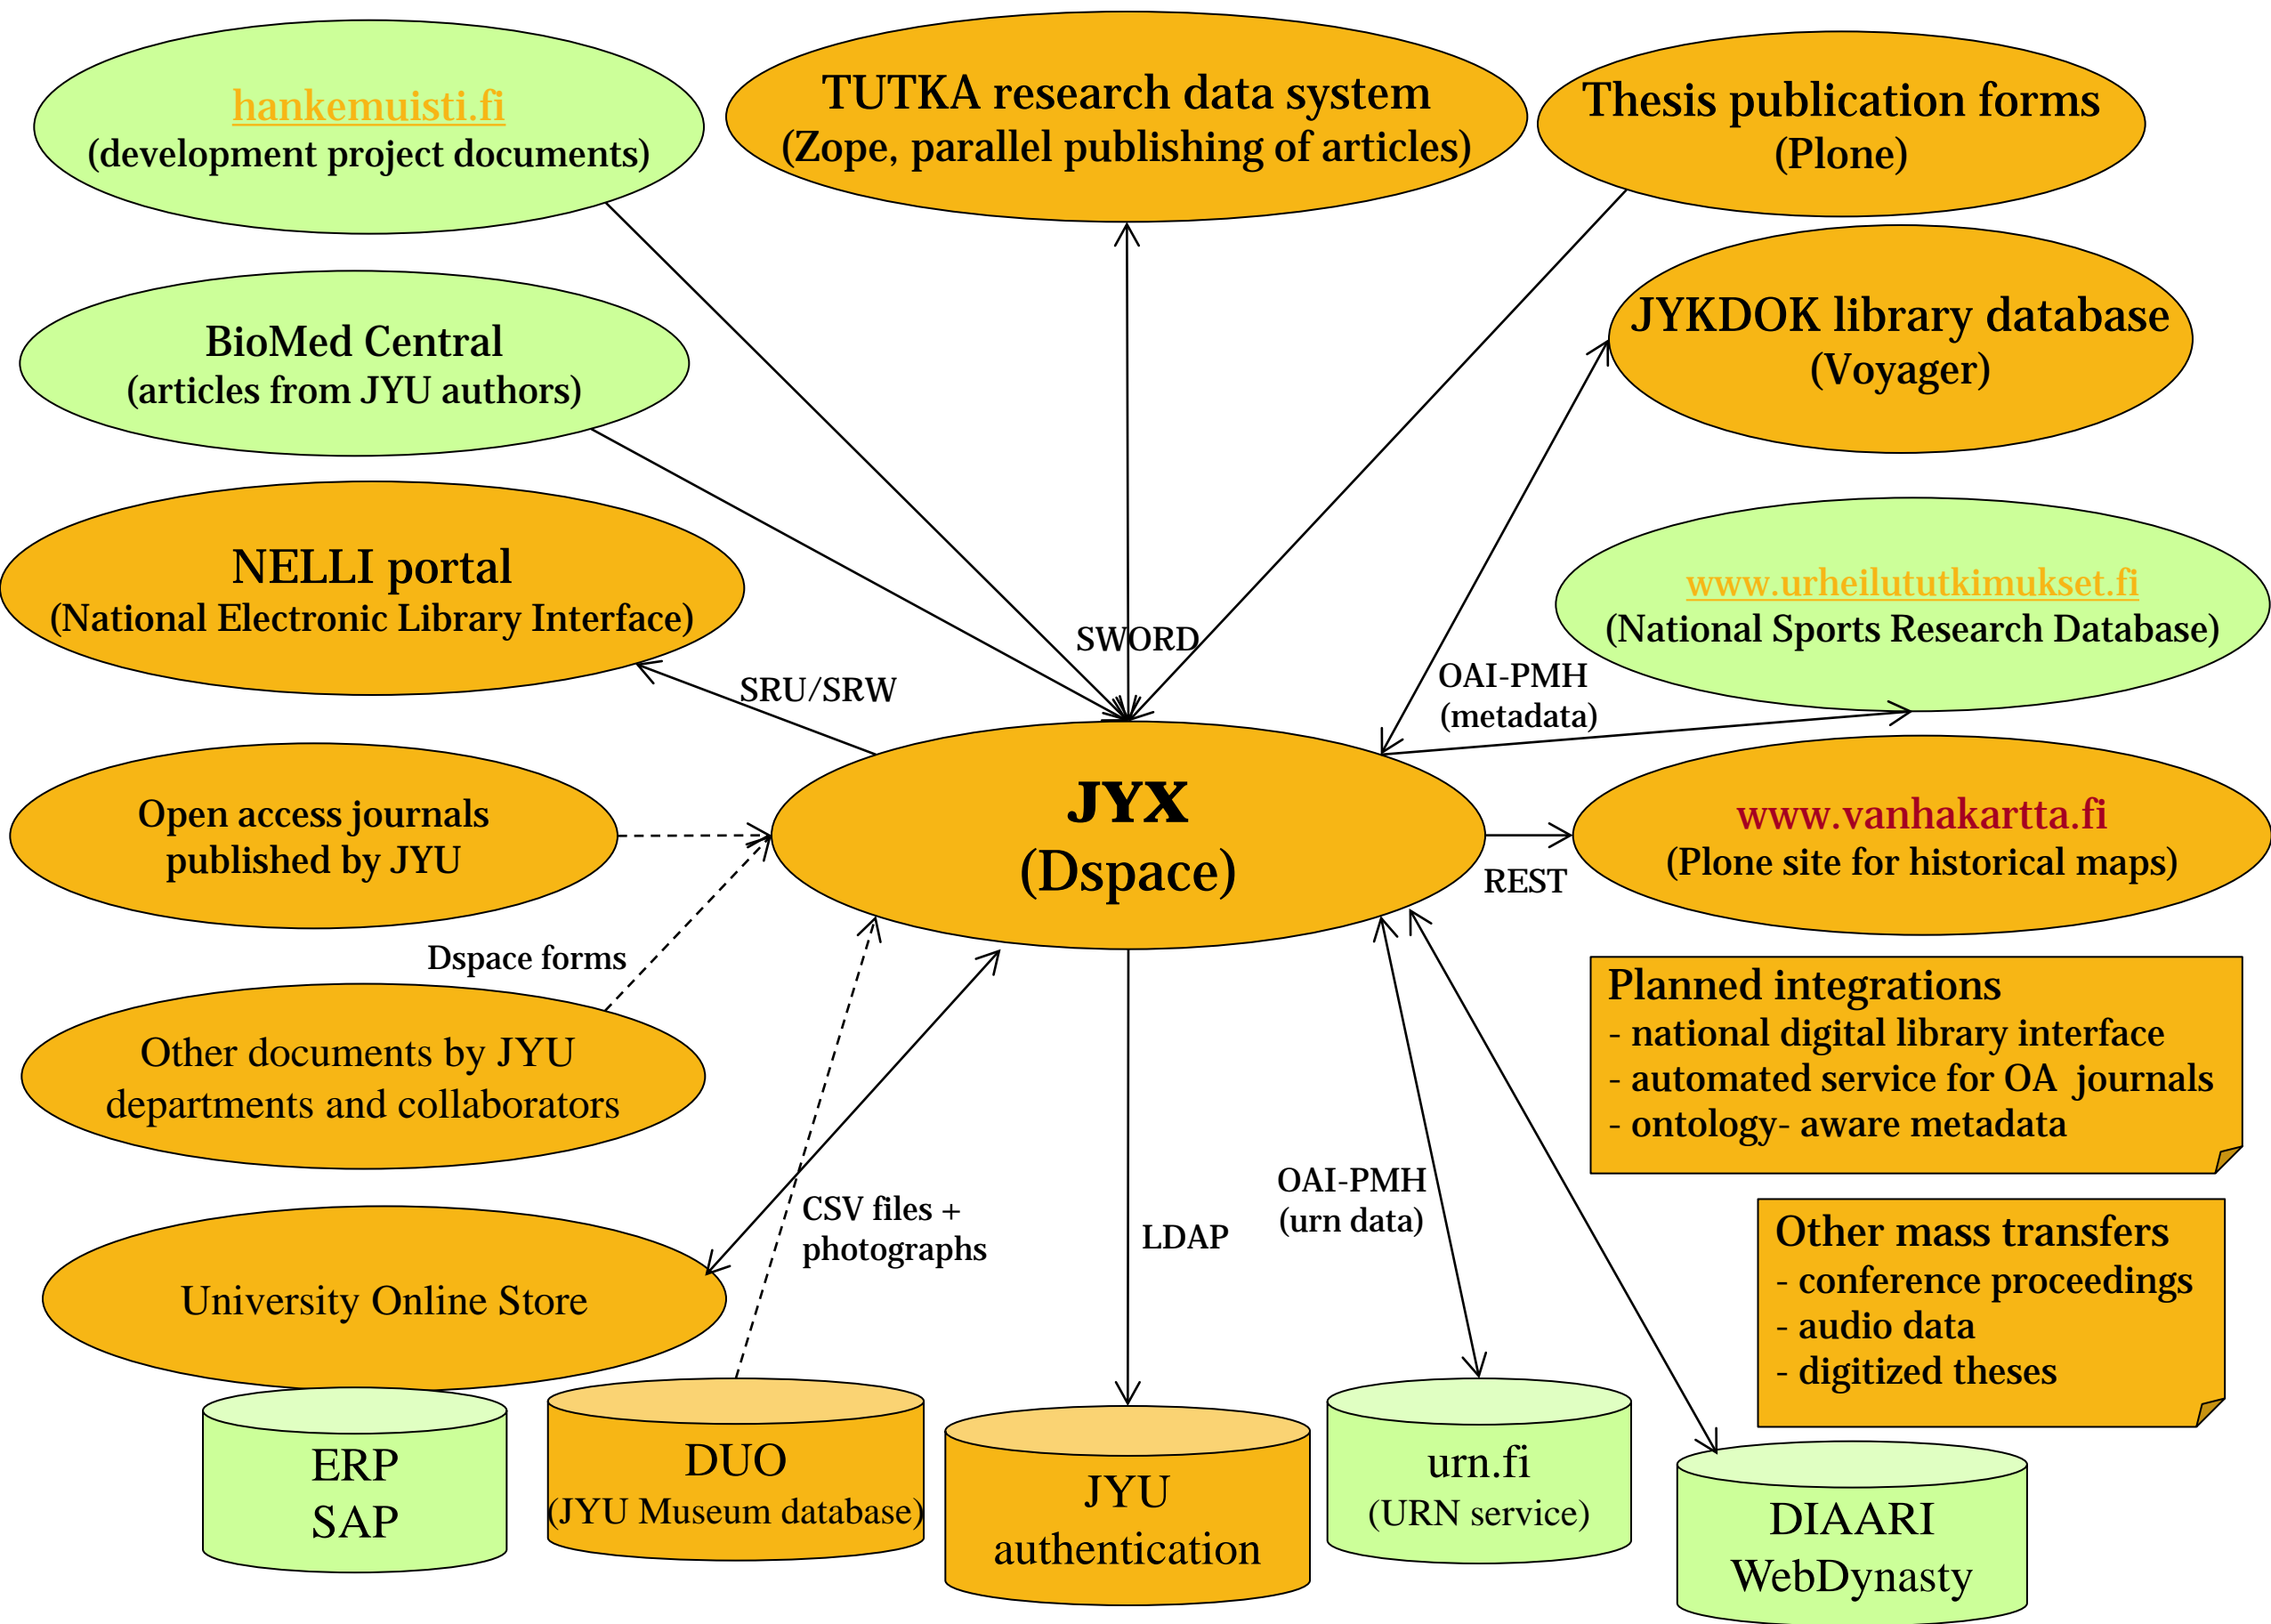 hankemuisti.fi
(development project documents)
TUTKA research data system
(Zope, parallel publishing of articles)
Thesis publication forms
(Plone)
BioMed Central
(articles from JYU authors)
JYKDOK library database
(Voyager)
NELLI portal
(National Electronic Library Interface)
www.urheilututkimukset.fi
(National Sports Research Database)
SWORD
SRU/SRW
OAI-PMH
(metadata)
Open access journals
published by JYU
JYX
(Dspace)
REST
www.vanhakartta.fi
(Plone site for historical maps)
Dspace forms
Other documents by JYU
departments and collaborators
Planned integrations
- national digital library interface
- automated service for OA  journals
- ontology- aware metadata
CSV files +
photographs
LDAP
OAI-PMH
(urn data)
Other mass transfers
- conference proceedings
- audio data
- digitized theses
University Online Store
ERP
SAP
DUO
(JYU Museum database)
JYU
authentication
urn.fi
(URN service)
DIAARI
WebDynasty